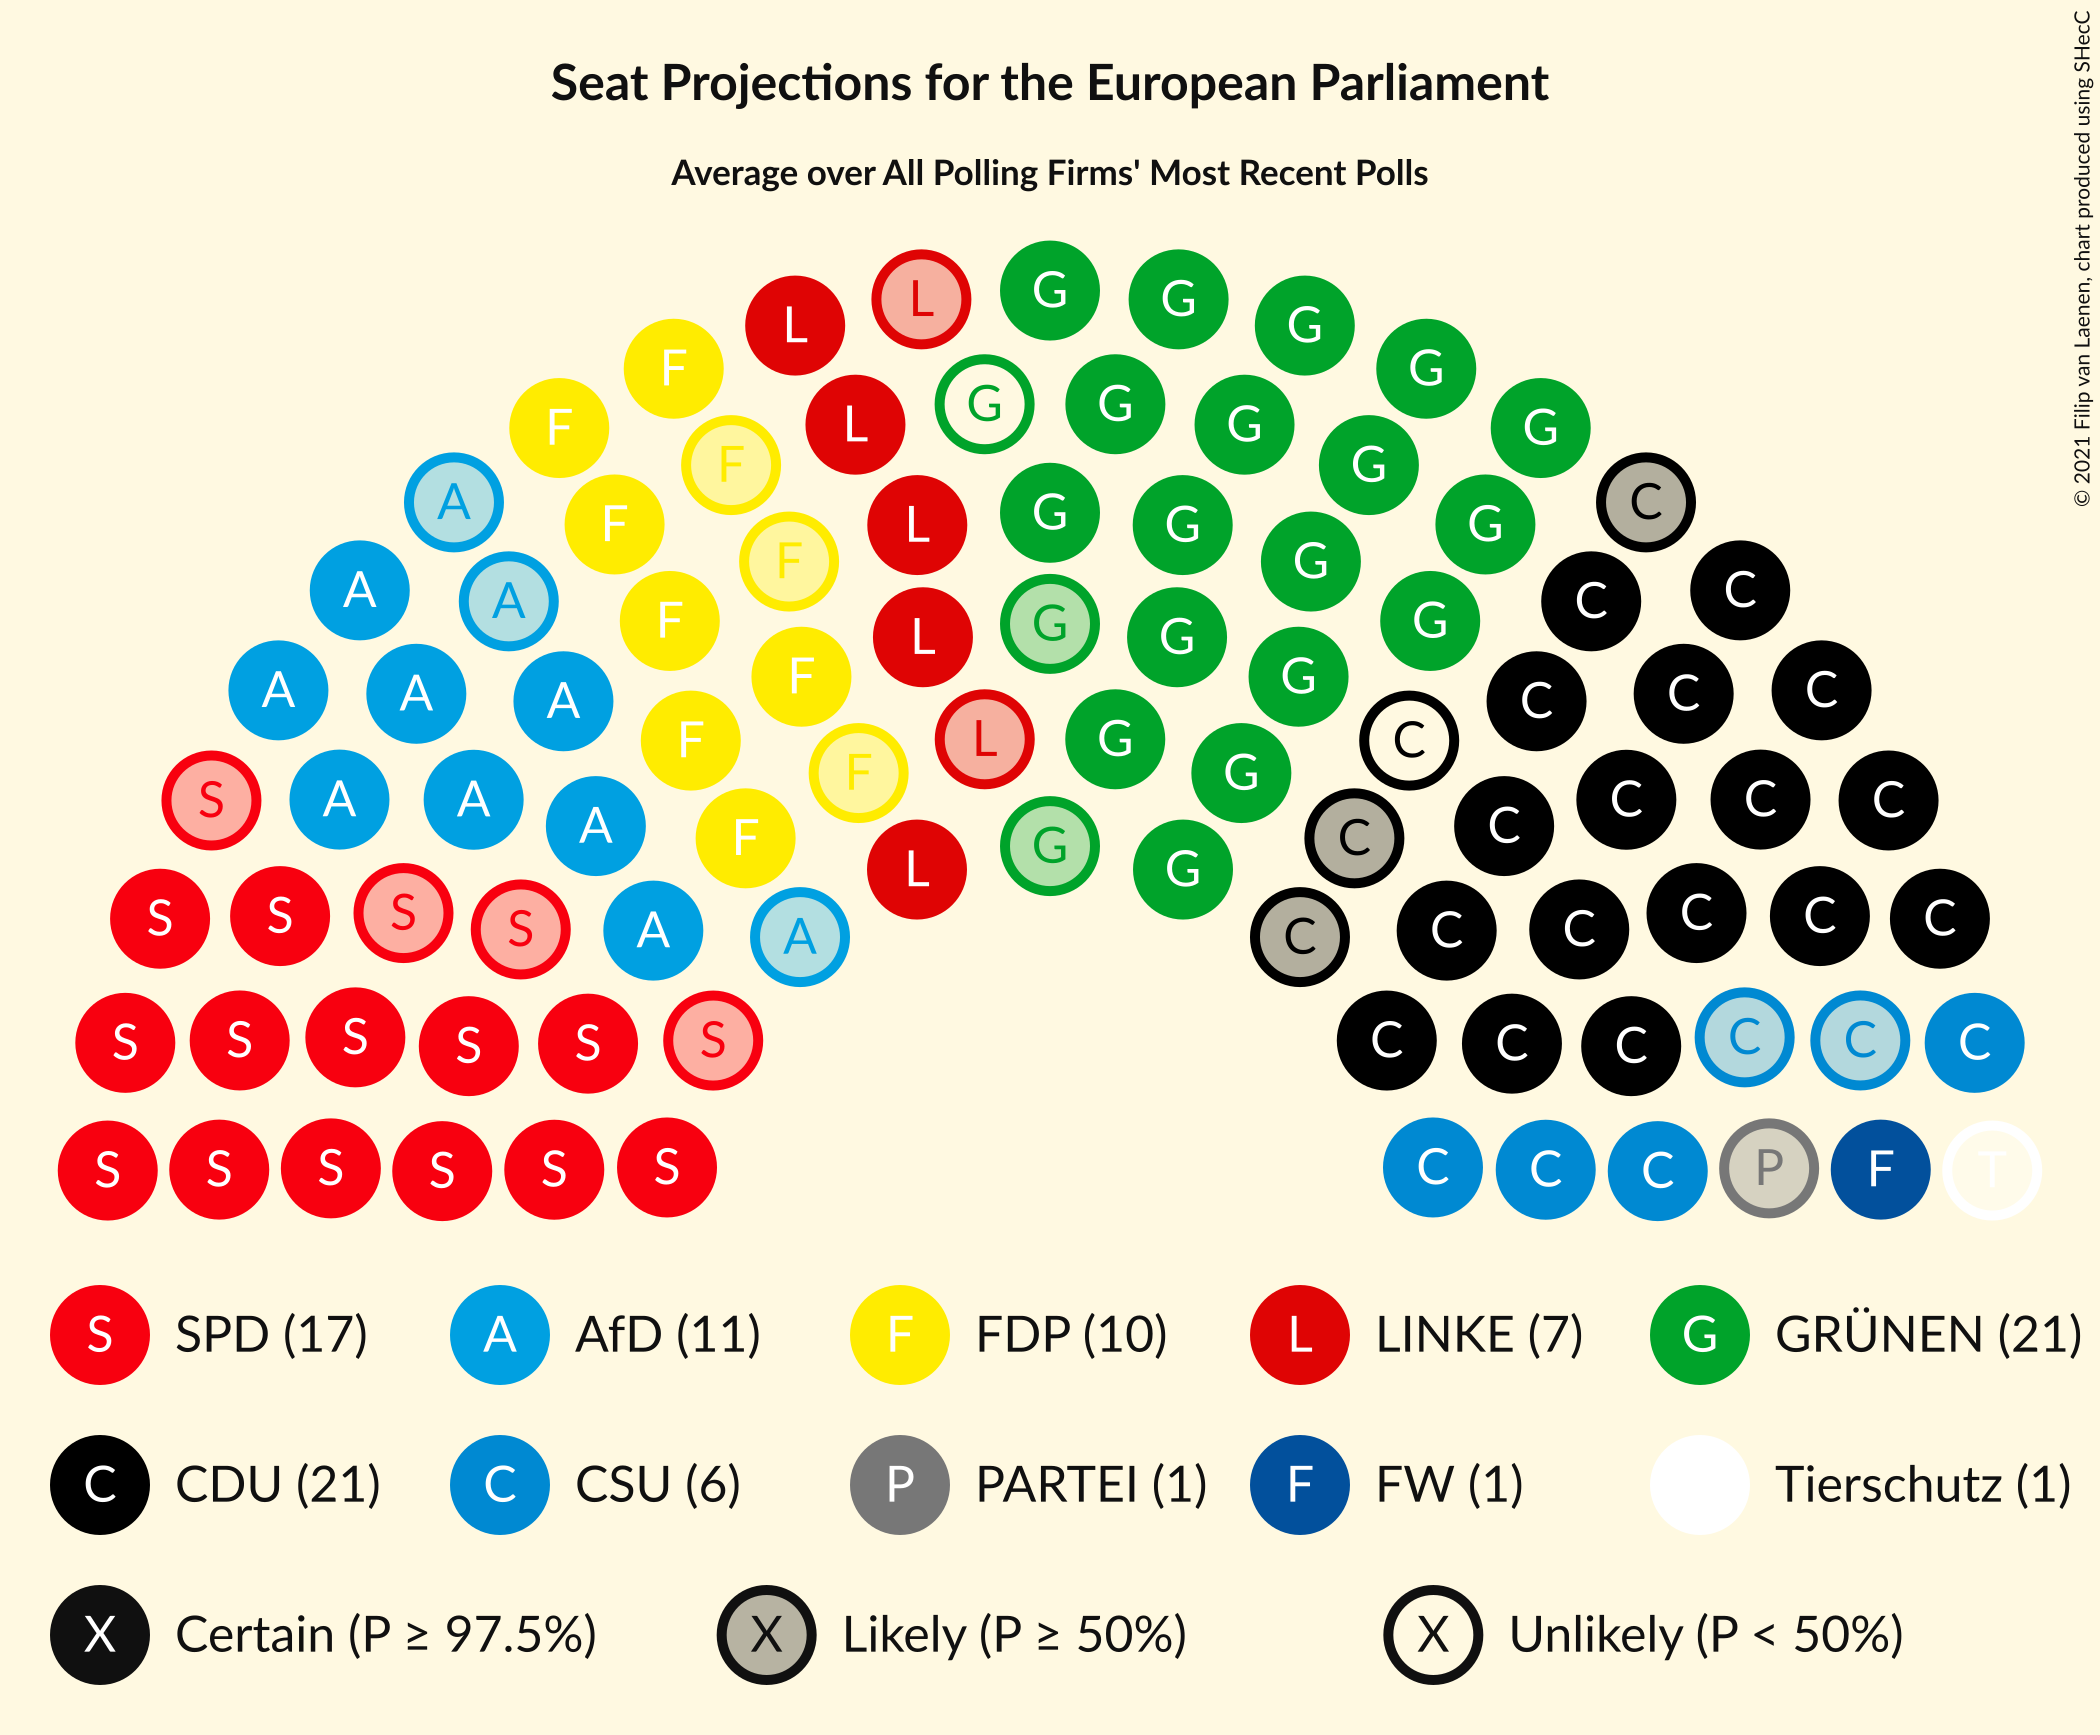 Seat Projections for the European Parliament
Average over All Polling Firms' Most Recent Polls
© 2021 Filip van Laenen, chart produced using SHecC
L G G G
F L G
F L G G G G G
A F F L G G G G C
A A F F G C C
A A A F F L G G G G C C C
S A A A F F L G G C C C C C
S S S S A A F L G G C C C C C C C
S S S S S S C C C C C C
S S S S S S C C C P F T
S SPD (17) A AfD (11) F FDP (10) L LINKE (7) G GRÜNEN (21)
C CDU (21) C CSU (6) P PARTEI (1) F FW (1) Tierschutz (1)
X Certain (P ≥ 97.5%) X Likely (P ≥ 50%) X Unlikely (P < 50%)